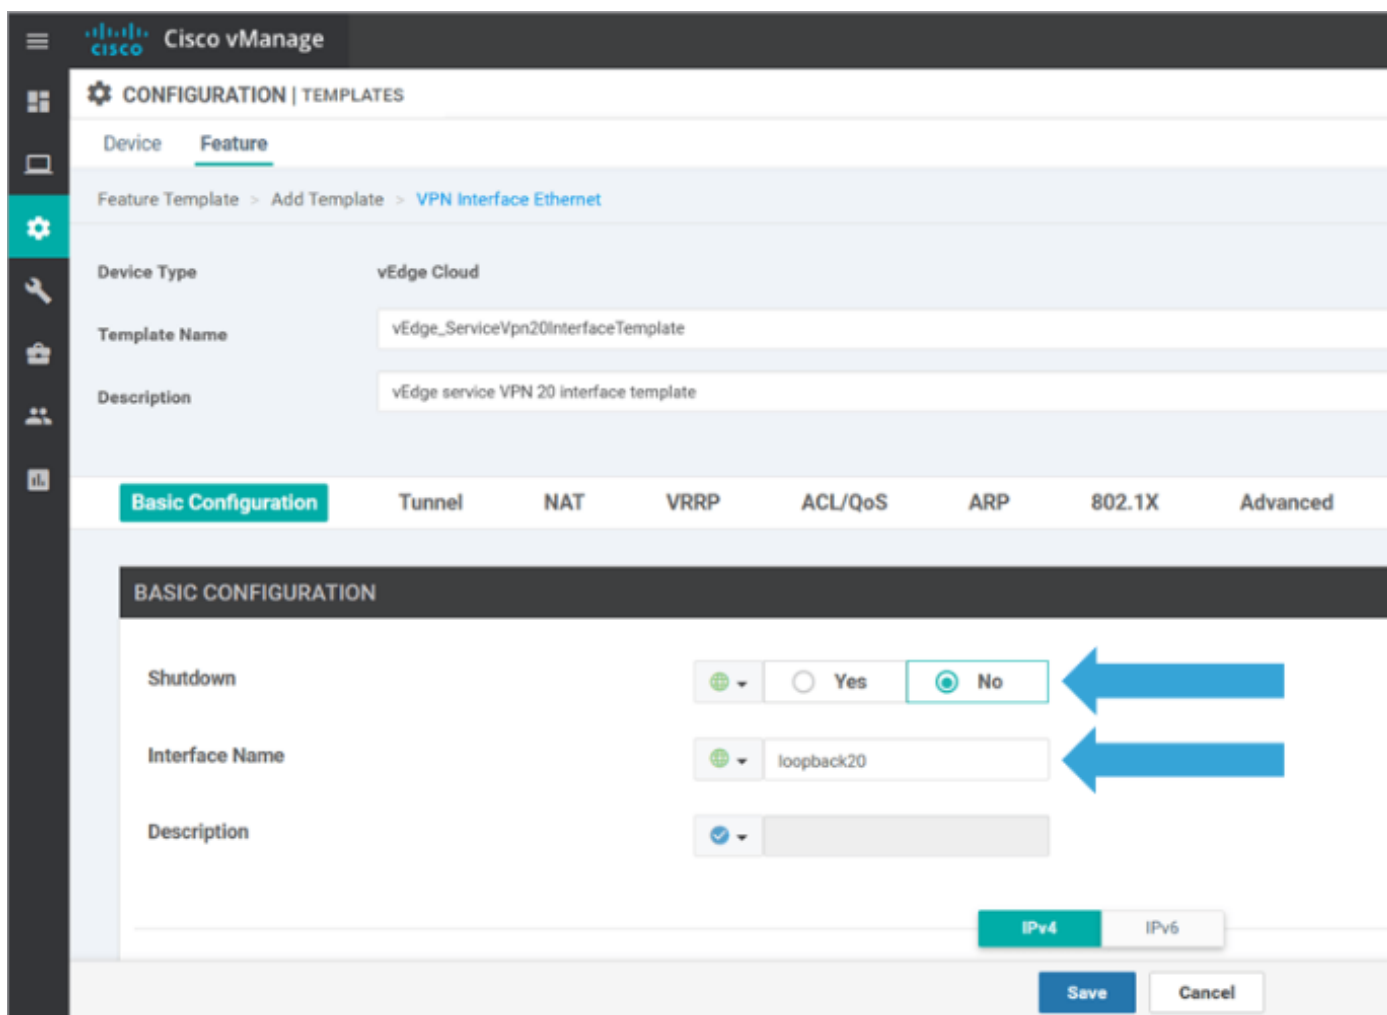 CISCO Cisco vManage
CONFIGURATION | TEMPLATES
Device Feature
Feature Template > Add Template > VPN Interface Ethernet
Device Type vEdge Cloud
Template Name vEdge_ServiceVpn20InterfaceTemplate
Description vEdge service VPN 20 interface template
Basic Configuration Tunnel NAT VRRP ACL/QoS ARP 802.1X Advanced
BASIC CONFIGURATION
Shutdown Yes No
Interface Name loopback20
Description
IPv4 IPv6
Save Cancel